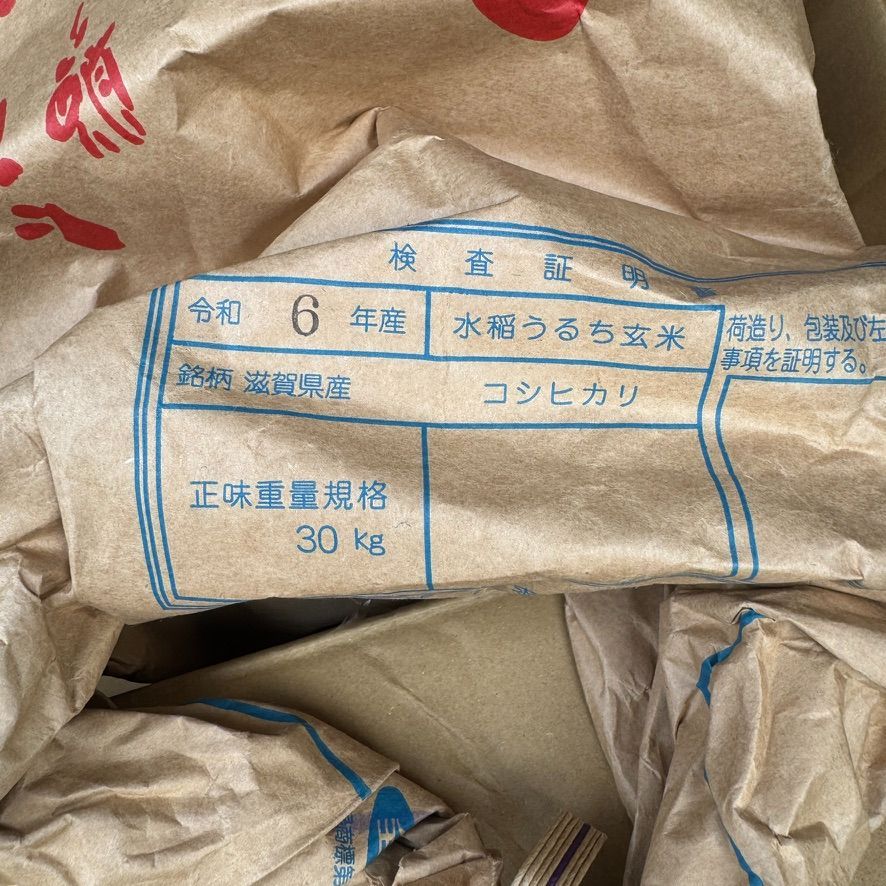 検査証明
令和 6 年産
水稲うるち玄米
荷造り、包装及び左
事項を証明する。
銘柄 滋賀県産
コシヒカリ
正味重量規格
30 kg